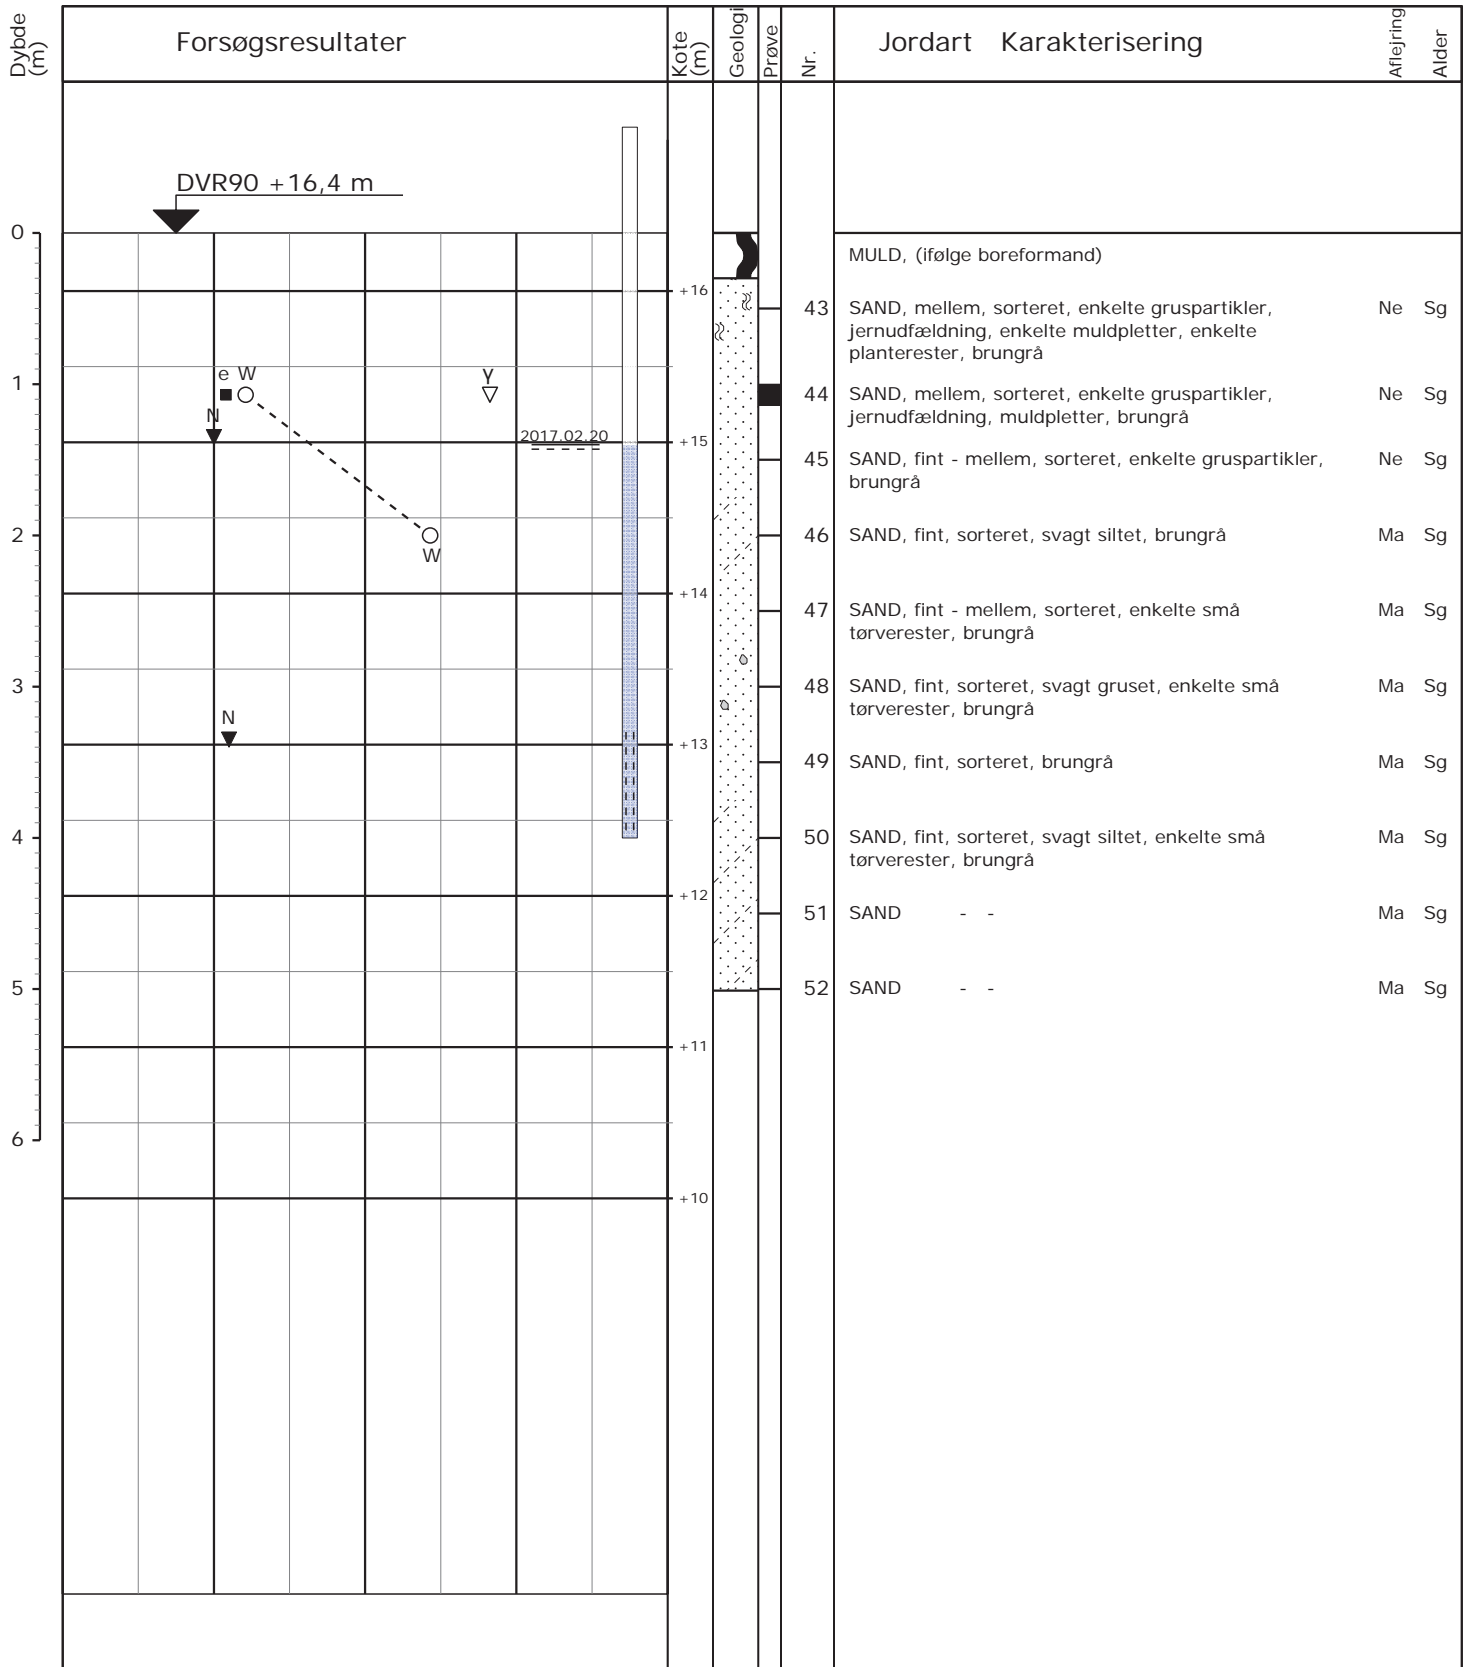 Dybde (m)
Forsøgsresultater
Kote (m)
Geologi
Prøve
Nr.
Jordart Karakterisering
Aflejring
Alder
DVR90 +16,4 m
0
MULD, (ifølge boreformand)
+16
43 SAND, mellem, sorteret, enkelte gruspartikler, Ne Sg
jernudfældning, enkelte muldpletter, enkelte
planterester, brungrå
1
e W
γ
44 SAND, mellem, sorteret, enkelte gruspartikler, Ne Sg
jernudfældning, muldpletter, brungrå
N
2017.02.20
+15
45 SAND, fint - mellem, sorteret, enkelte gruspartikler, Ne Sg
brungrå
2
W
46 SAND, fint, sorteret, svagt siltet, brungrå Ma Sg
+14
47 SAND, fint - mellem, sorteret, enkelte små Ma Sg
tørverester, brungrå
3
48 SAND, fint, sorteret, svagt gruset, enkelte små Ma Sg
tørverester, brungrå
N
+13
49 SAND, fint, sorteret, brungrå Ma Sg
4
50 SAND, fint, sorteret, svagt siltet, enkelte små Ma Sg
tørverester, brungrå
+12
51 SAND - - Ma Sg
5
52 SAND - - Ma Sg
+11
6
+10